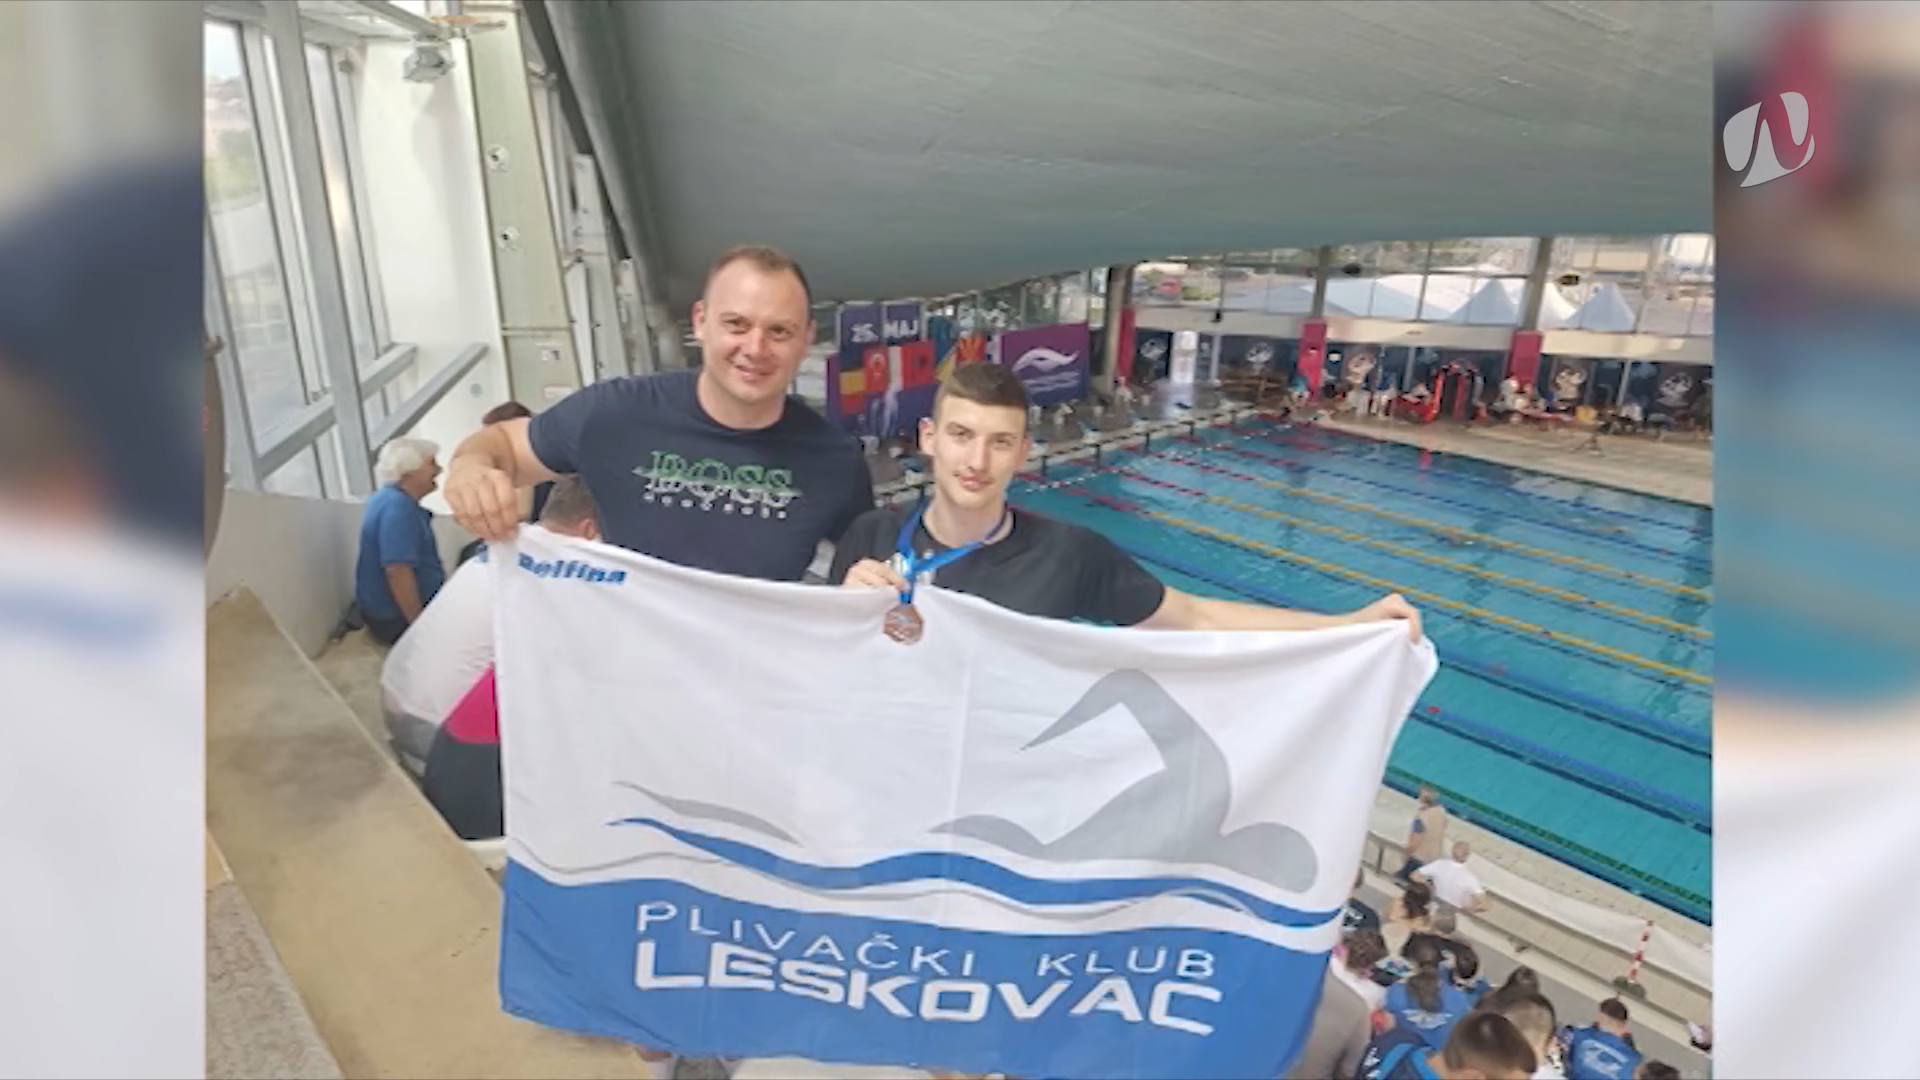 25. MAJ
BOSS
Delfina
PLIVAČKI KLUB
LESKOVAC